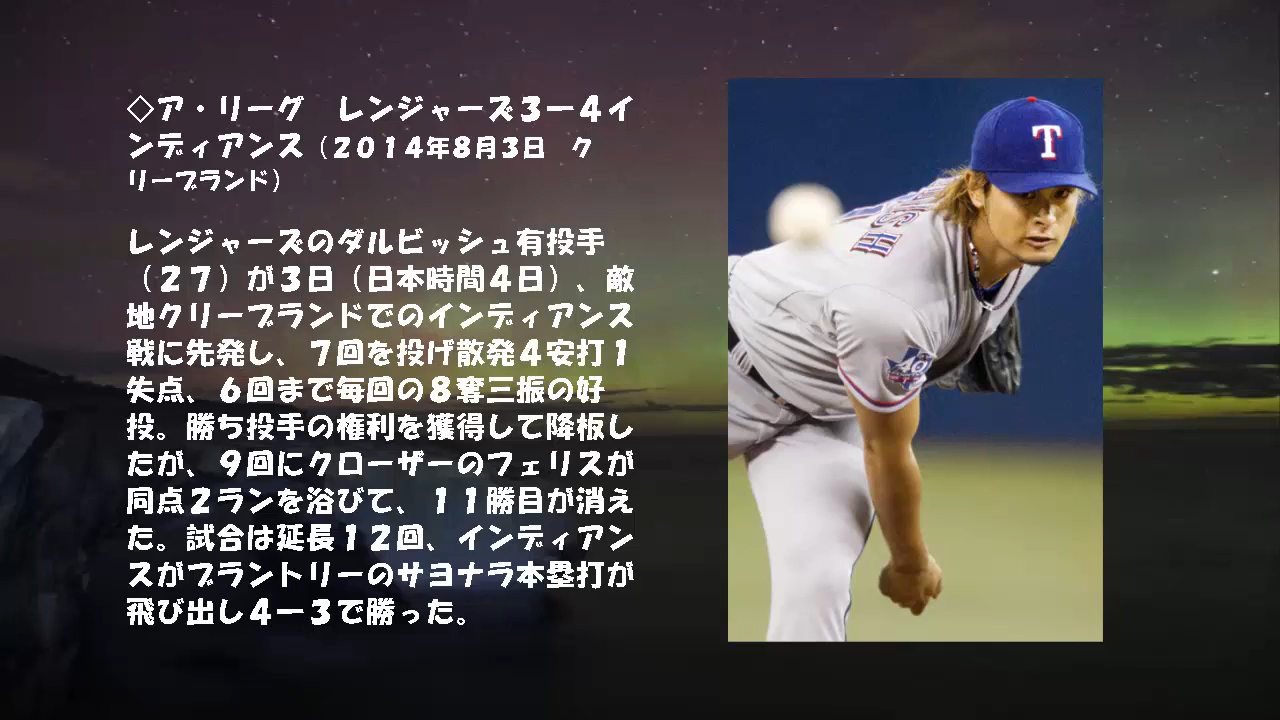 ◇ア・リーグ　レンジャーズ３ー４イ
ンディアンス（２０１４年８月３日　ク
リーブランド）
レンジャーズのダルビッシュ有投手
（２７）が３日（日本時間４日）、敵
地クリーブランドでのインディアンス
戦に先発し、７回を投げ散発４安打１
失点、６回まで毎回の８奪三振の好
投。勝ち投手の権利を獲得して降板し
たが、９回にクローザーのフェリスが
同点２ランを浴びて、１１勝目が消え
た。試合は延長１２回、インディアン
スがブラントリーのサヨナラ本塁打が
飛び出し４ー３で勝った。
T
40